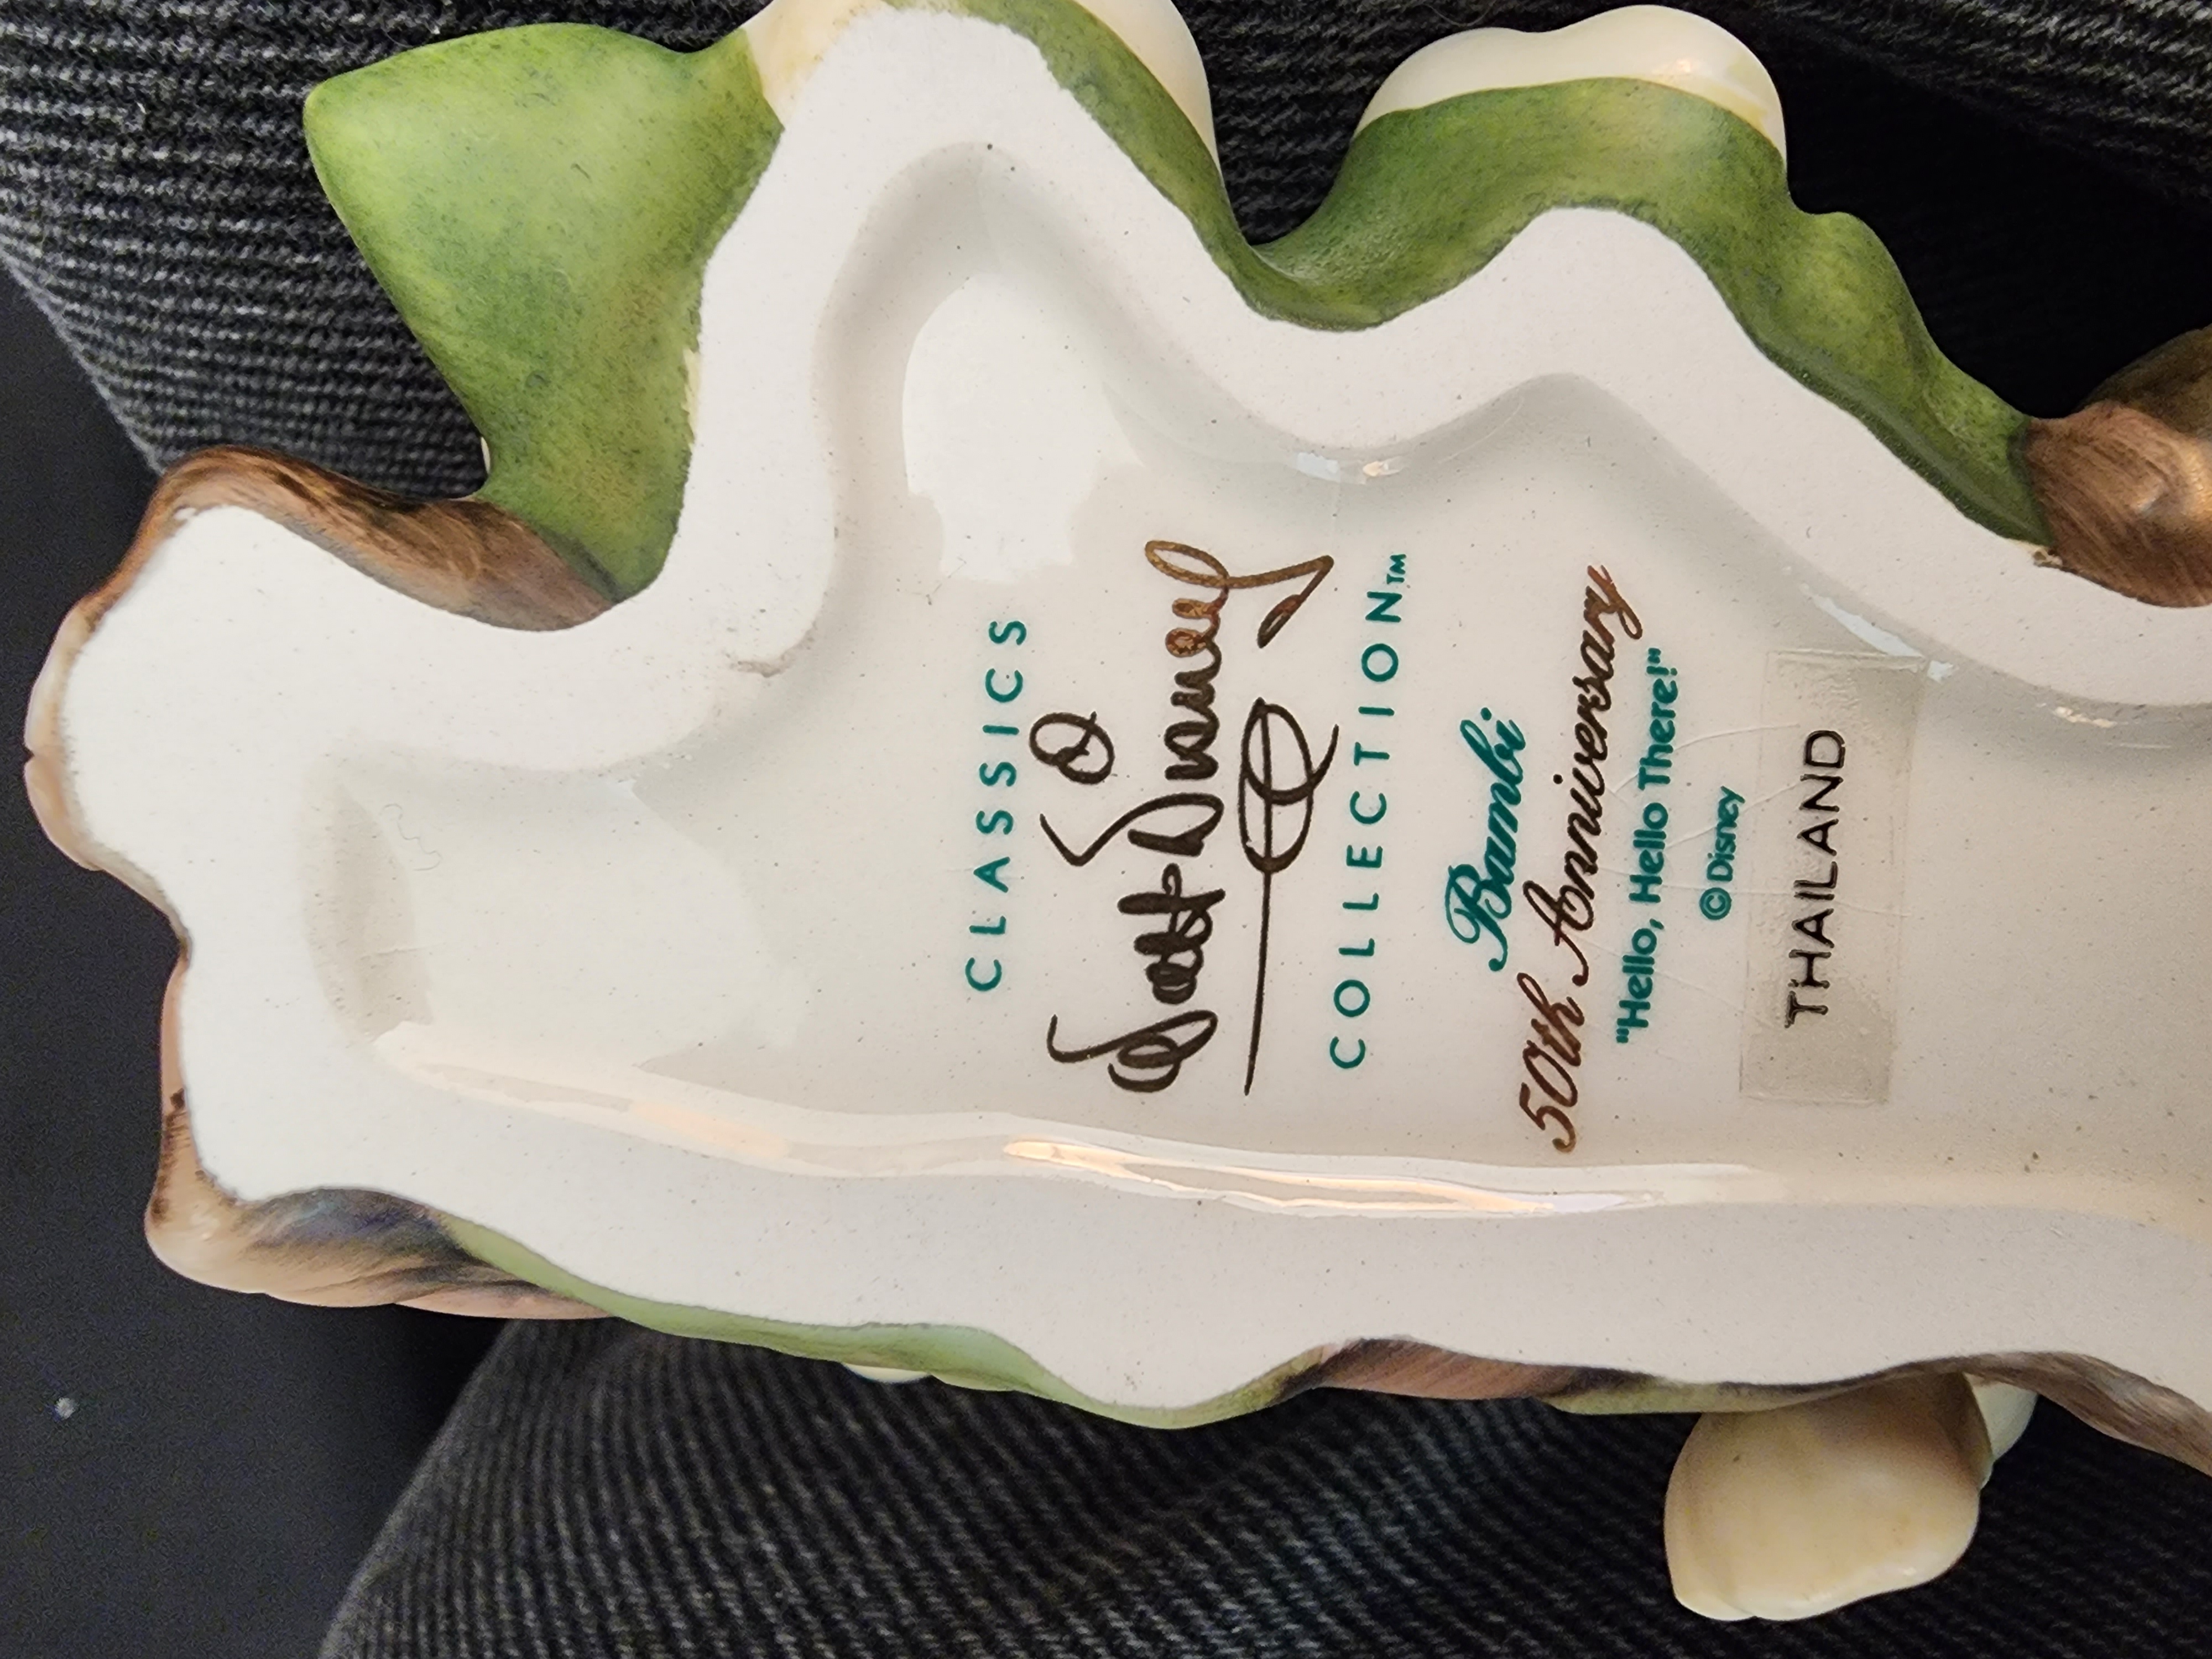 CLASSICS
Walt Disney
COLLECTION™
Bambi
50th Anniversary
"Hello, Hello There!"
© Disney
THAILAND